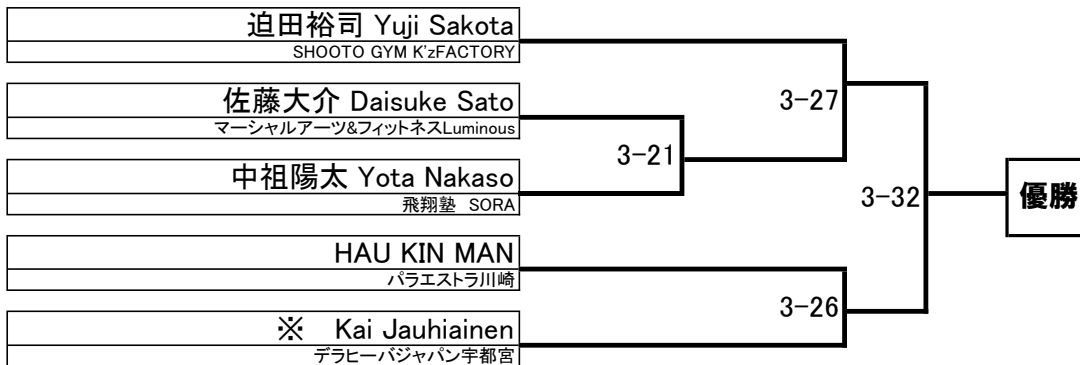 迫田裕司 Yuji Sakota
SHOOTO GYM K'zFACTORY
佐藤大介 Daisuke Sato
マーシャルアーツ&フィットネスLuminous
中祖陽太 Yota Nakaso
飛翔塾　SORA
HAU KIN MAN
パラエストラ川崎
※　Kai Jauhiainen
デラヒーバジャパン宇都宮
3-27
3-21
3-32
3-26
優勝